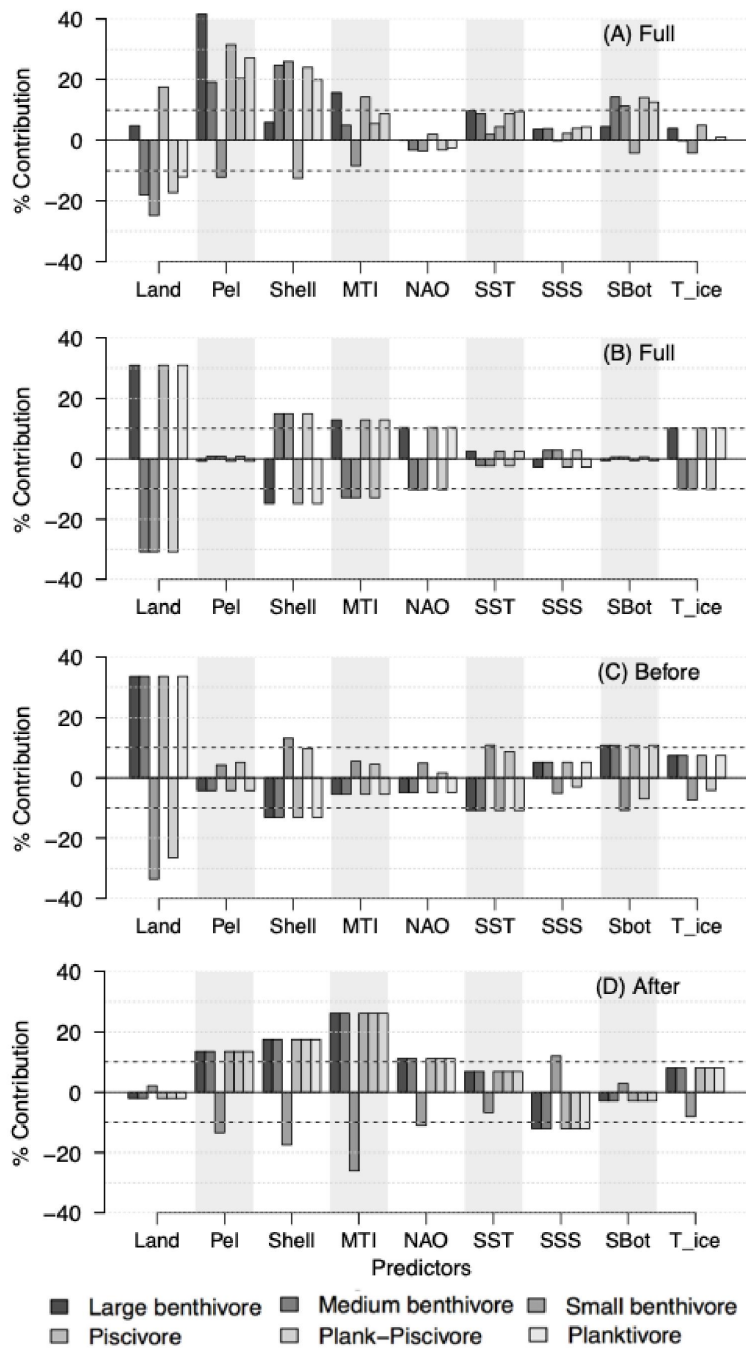 (A) Full
% Contribution
40
20
0
−20
−40
Land Pel Shell MTI NAO SST SSS SBot T_ice
(B) Full
% Contribution
40
20
0
−20
−40
Land Pel Shell MTI NAO SST SSS SBot T_ice
(C) Before
% Contribution
40
20
0
−20
−40
Land Pel Shell MTI NAO SST SSS Sbot T_ice
(D) After
% Contribution
40
20
0
−20
−40
Land Pel Shell MTI NAO SST SSS SBot T_ice
Predictors
Large benthivore Medium benthivore Small benthivore
Piscivore Plank−Piscivore Planktivore